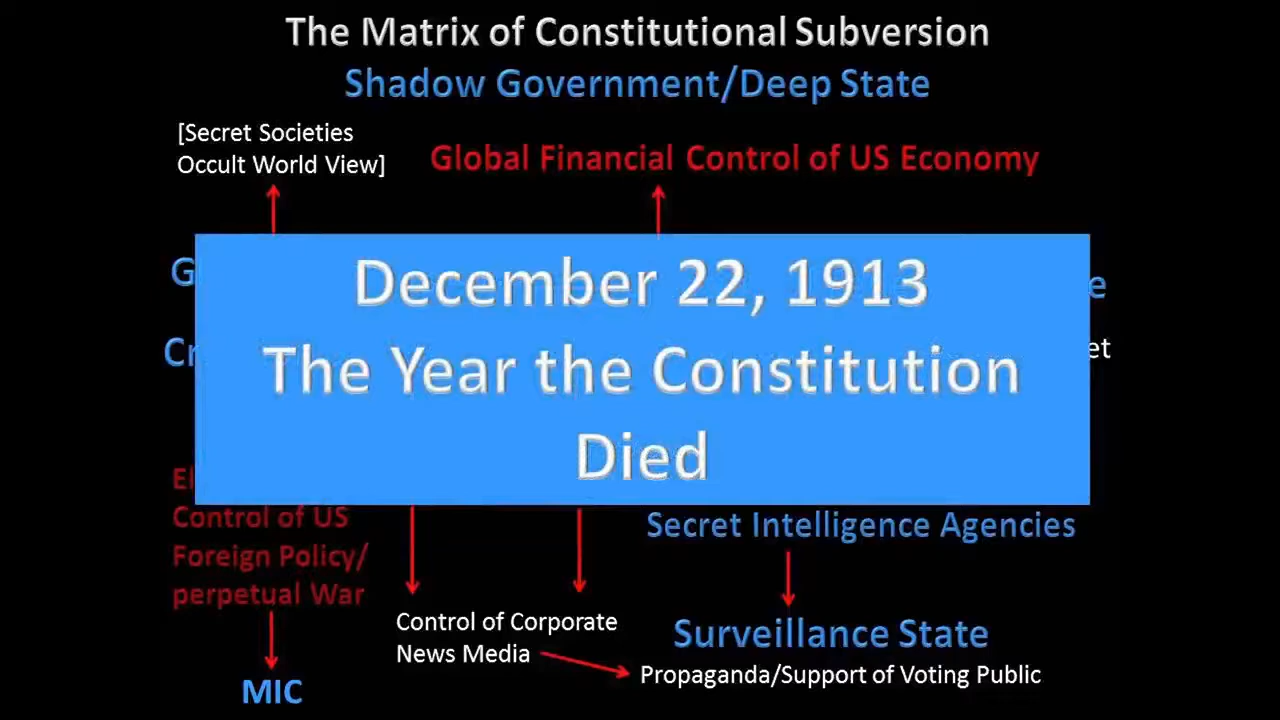 The Matrix of Constitutional Subversion
Shadow Government/Deep State
[Secret Societies
Occult World View]
Global Financial Control of US Economy
December 22, 1913
The Year the Constitution
Died
Control of US
Foreign Policy/
perpetual War
Secret Intelligence Agencies
Control of Corporate
News Media
Surveillance State
Propaganda/Support of Voting Public
MIC